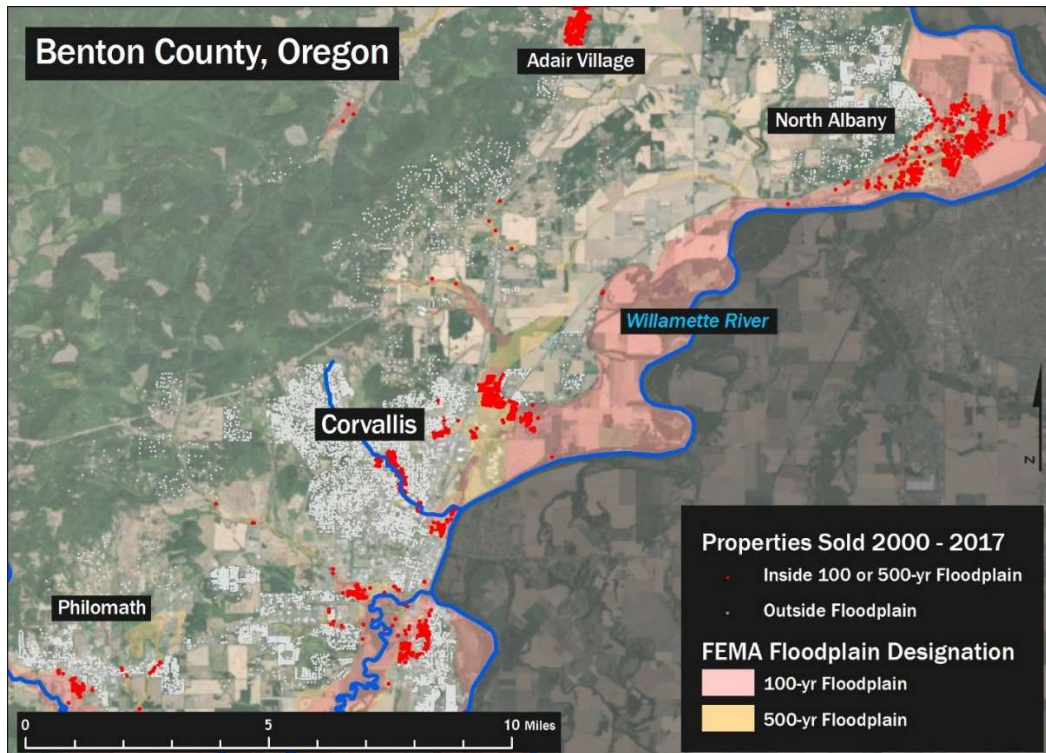 Benton County, Oregon
Adair Village
North Albany
Willamette River
Corvallis
Philomath
N
Properties Sold 2000 - 2017
Inside 100 or 500-yr Floodplain
Outside Floodplain
FEMA Floodplain Designation
100-yr Floodplain
500-yr Floodplain
0 5 10 Miles